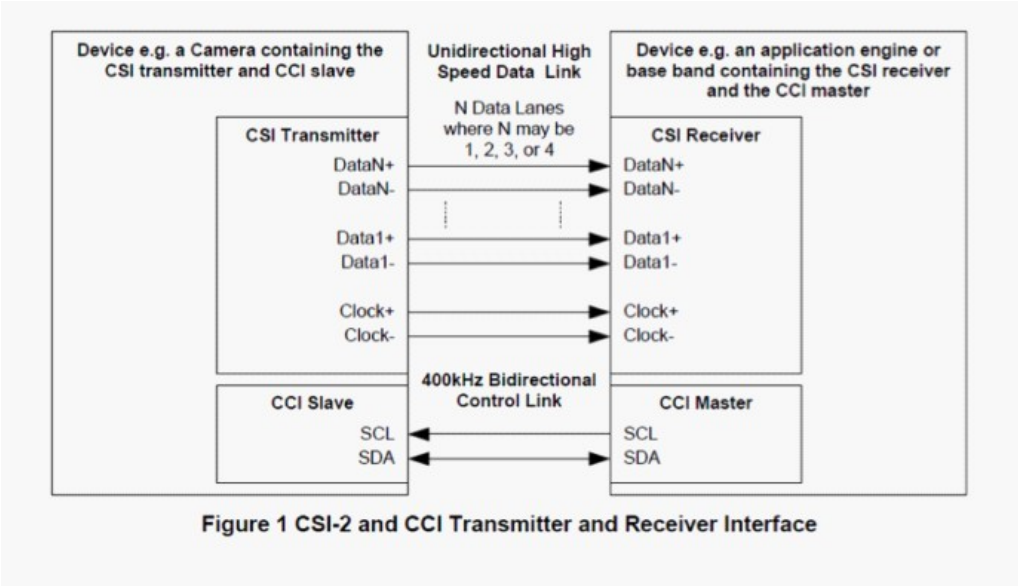 Device e.g. a Camera containing the
CSI transmitter and CCI slave
Unidirectional High
Speed Data Link
N Data Lanes
where N may be
1, 2, 3, or 4
Device e.g. an application engine or
base band containing the CSI receiver
and the CCI master
CSI Transmitter
DataN+
DataN-
Data1+
Data1-
Clock+
Clock-
CSI Receiver
DataN+
DataN-
Data1+
Data1-
Clock+
Clock-
400kHz Bidirectional
Control Link
CCI Slave
SCL
SDA
CCI Master
SCL
SDA
Figure 1 CSI-2 and CCI Transmitter and Receiver Interface